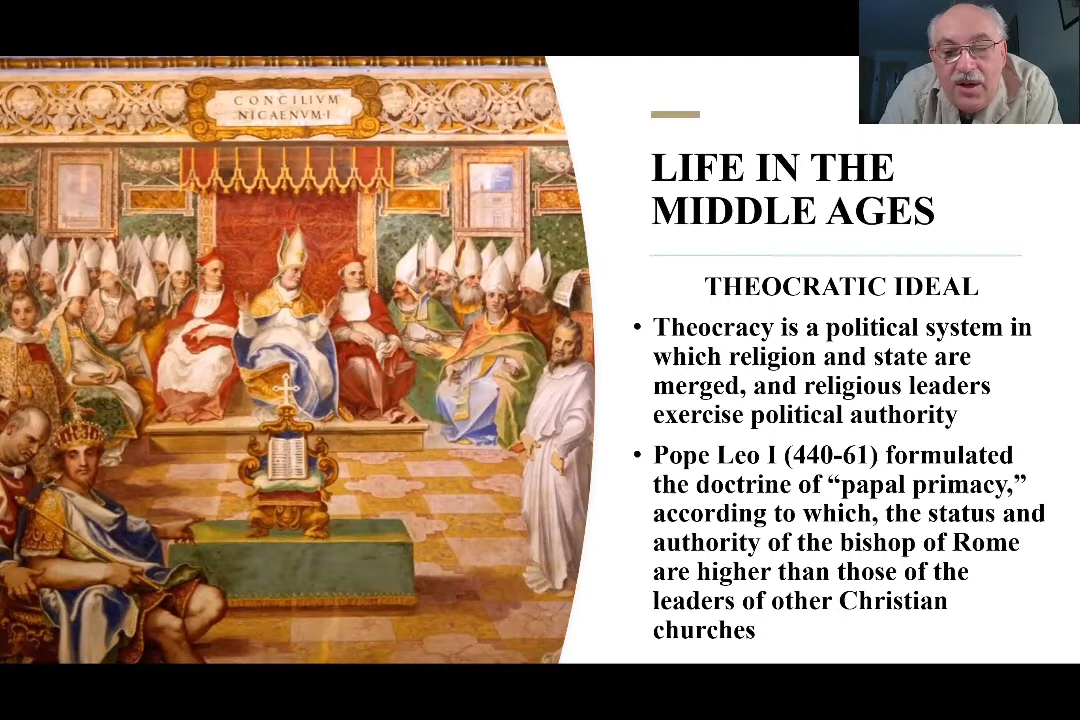 CONCILIVM
NICAENVM·I
LIFE IN THE
MIDDLE AGES
THEOCRATIC IDEAL
• Theocracy is a political system in
which religion and state are
merged, and religious leaders
exercise political authority
• Pope Leo I (440-61) formulated
the doctrine of “papal primacy,”
according to which, the status and
authority of the bishop of Rome
are higher than those of the
leaders of other Christian
churches